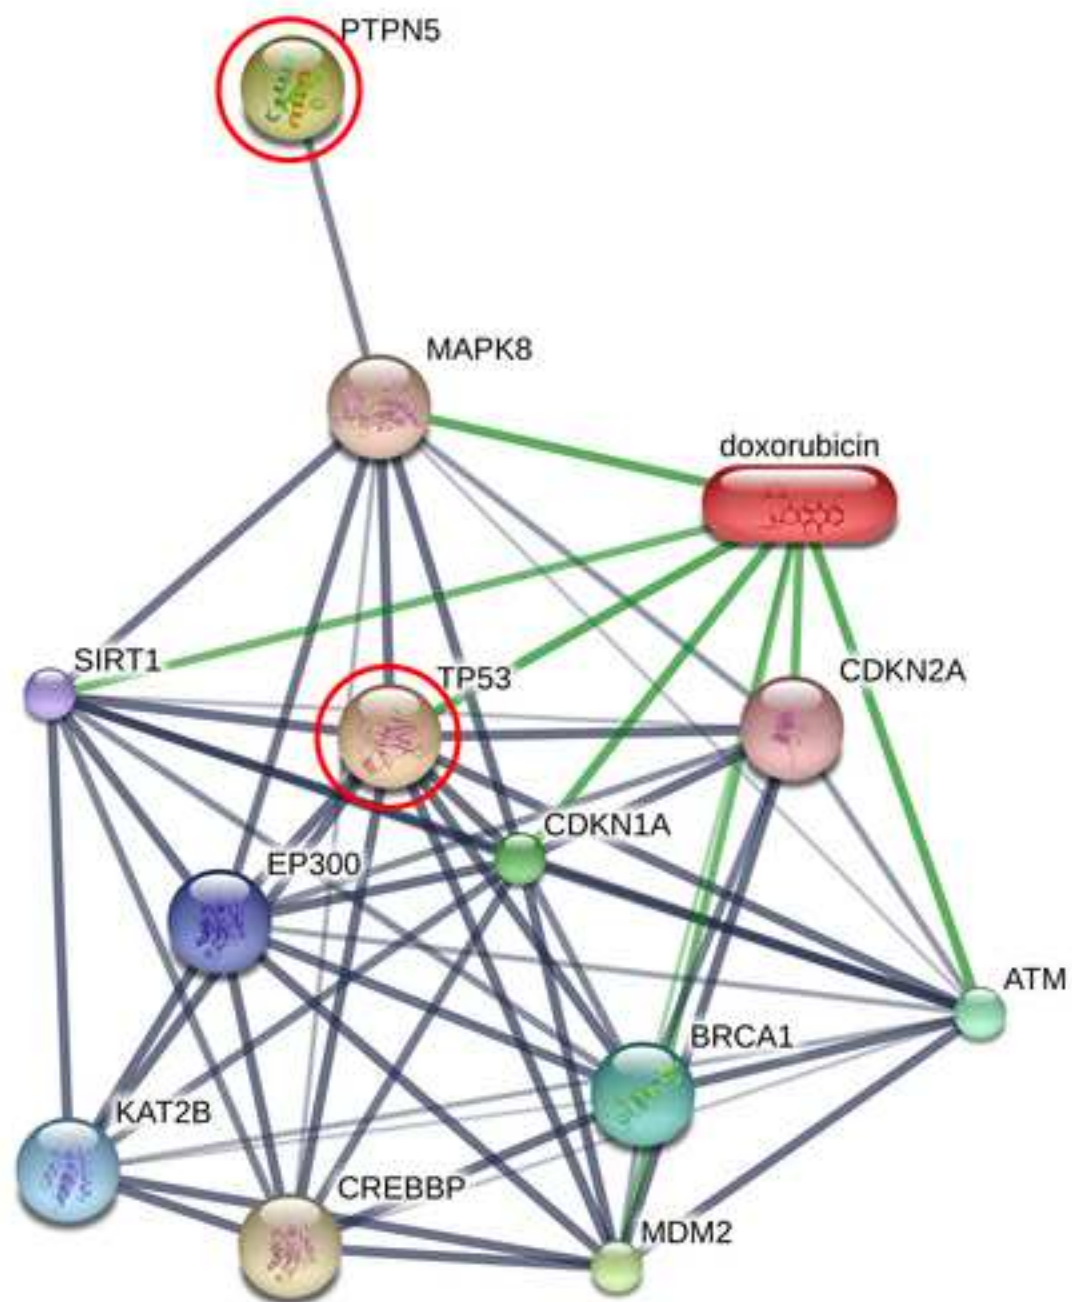 PTPN5
MAPK8
doxorubicin
SIRT1
TP53
CDKN2A
CDKN1A
EP300
ATM
BRCA1
KAT2B
CREBBP
MDM2